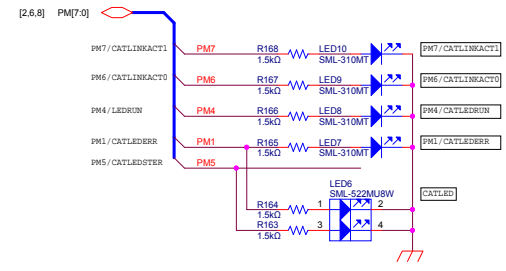 [2,6,8] PM[7:0]
PM7/CATLINKACT1 PM7 R168 LED10 PM7/CATLINKACT1
1.5kΩ SML-310MT
PM6/CATLINKACT0 PM6 R167 LED9 PM6/CATLINKACT0
1.5kΩ SML-310MT
PM4/LEDRUN PM4 R166 LED8 PM4/CATLEDRUN
1.5kΩ SML-310MT
PM1/CATLEDERR PM1 R165 LED7 PM1/CATLEDERR
1.5kΩ SML-310MT
PM5/CATLEDSTER PM5
LED6
SML-522MU8W CATLED
R164 1 2
1.5kΩ
R163 3 4
1.5kΩ